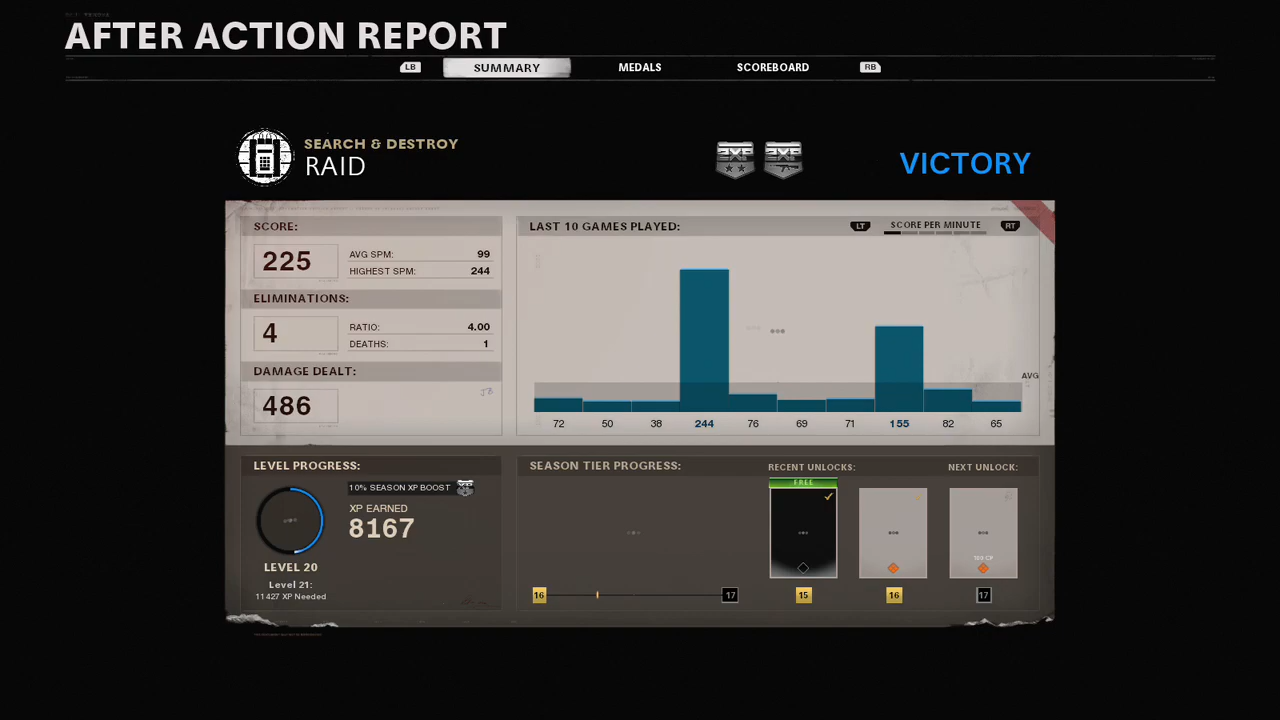 AFTER ACTION REPORT
LB SUMMARY MEDALS SCOREBOARD RB
SEARCH & DESTROY
RAID
2XP 2XP
VICTORY
SCORE:
225
AVG SPM: 99
HIGHEST SPM: 244
ELIMINATIONS:
4
RATIO: 4.00
DEATHS: 1
DAMAGE DEALT:
486
LAST 10 GAMES PLAYED:
LT SCORE PER MINUTE RT
AVG
72 50 38 244 76 69 71 155 82 65
LEVEL PROGRESS:
10% SEASON XP BOOST
XP EARNED
8167
LEVEL 20
Level 21:
11427 XP Needed
SEASON TIER PROGRESS:
16 17
RECENT UNLOCKS:
FREE
15 16
NEXT UNLOCK:
100 CP
17